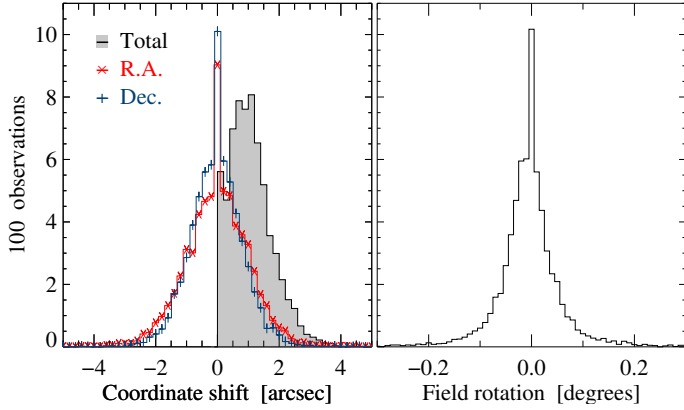 10
8
6
4
2
0
100 observations
Total
R.A.
Dec.
−4 −2 0 2 4
Coordinate shift [arcsec]
−0.2 0.0 0.2
Field rotation [degrees]